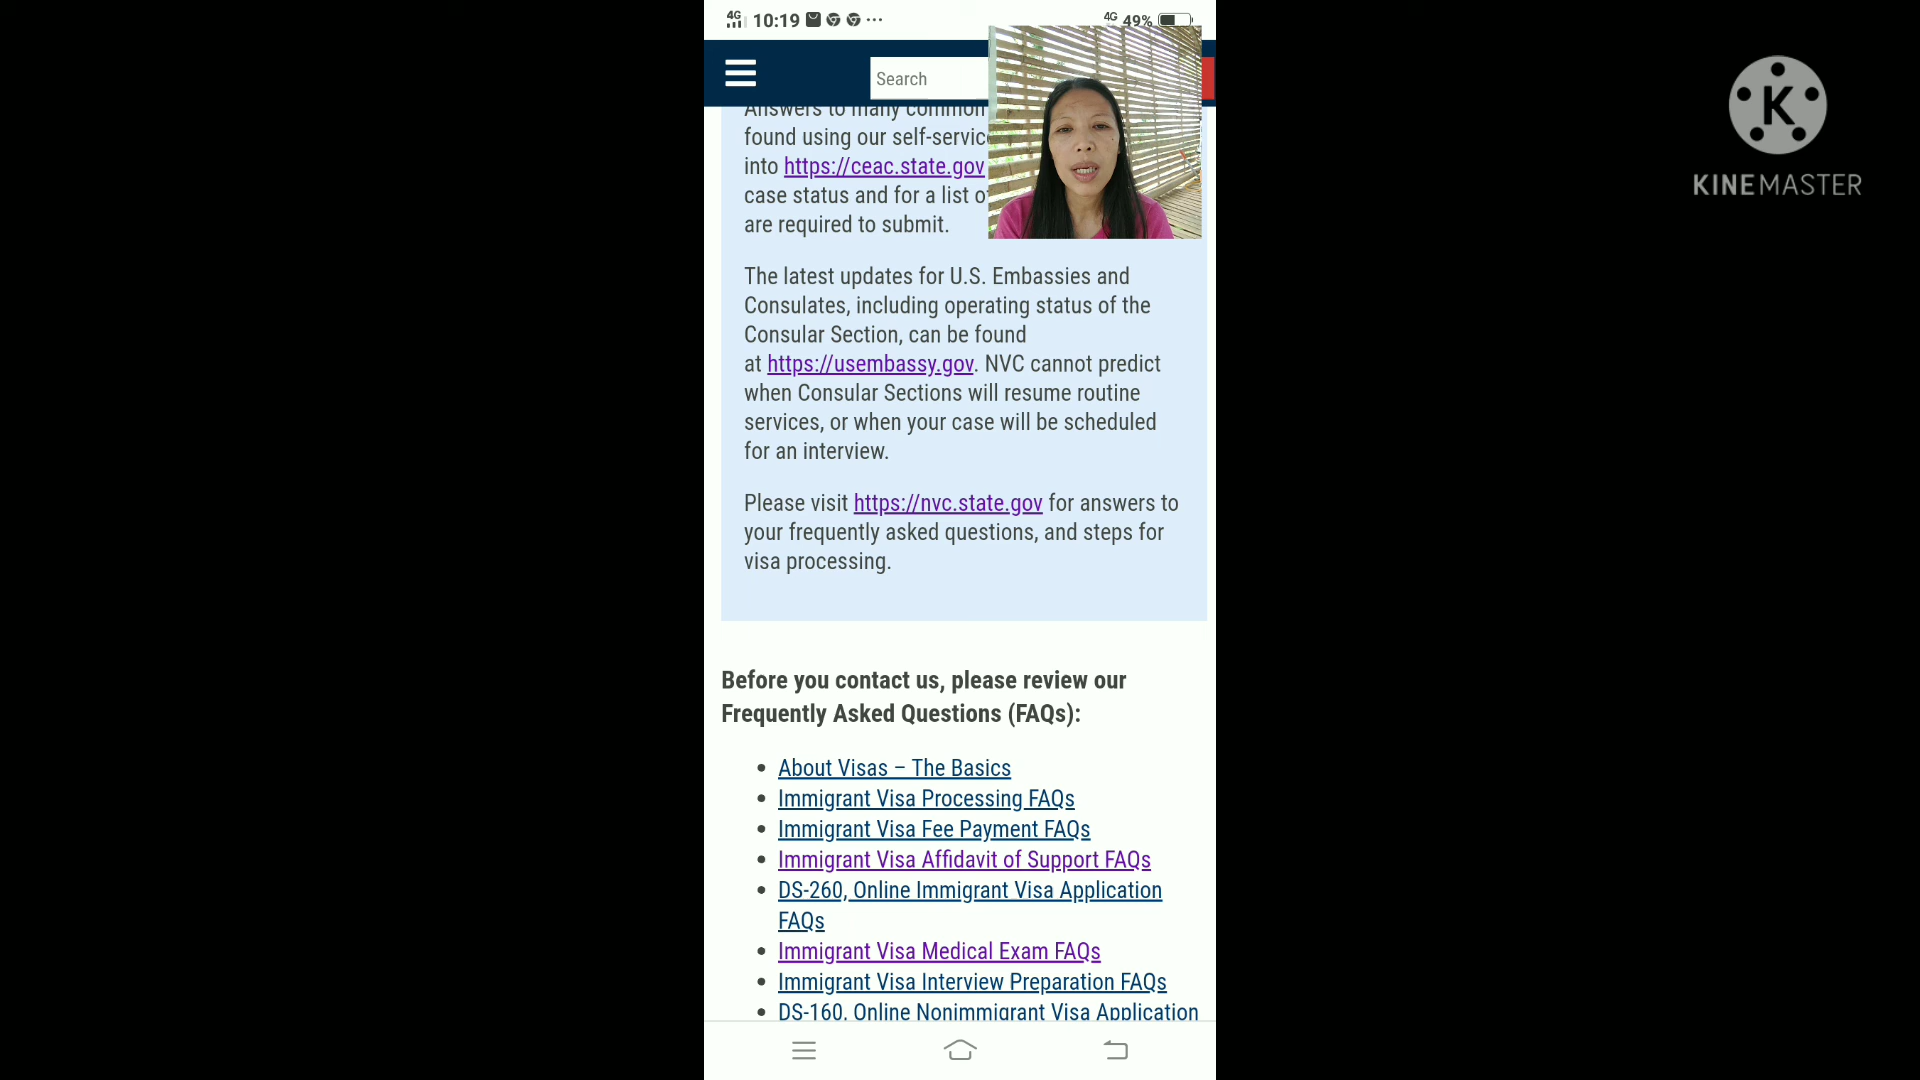 4G 10:19 ... 4G 49%
Search
Answers to many common
found using our self-servic
into https://ceac.state.gov
case status and for a list o
are required to submit.
The latest updates for U.S. Embassies and
Consulates, including operating status of the
Consular Section, can be found
at https://usembassy.gov. NVC cannot predict
when Consular Sections will resume routine
services, or when your case will be scheduled
for an interview.
Please visit https://nvc.state.gov for answers to
your frequently asked questions, and steps for
visa processing.
Before you contact us, please review our
Frequently Asked Questions (FAQs):
• About Visas – The Basics
• Immigrant Visa Processing FAQs
• Immigrant Visa Fee Payment FAQs
• Immigrant Visa Affidavit of Support FAQs
• DS-260, Online Immigrant Visa Application
FAQs
• Immigrant Visa Medical Exam FAQs
• Immigrant Visa Interview Preparation FAQs
• DS-160, Online Nonimmigrant Visa Application
K
KINEMASTER